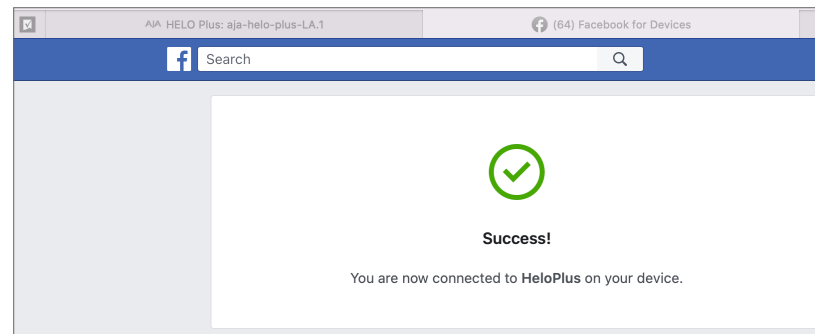 AJA HELO Plus: aja-helo-plus-LA.1
(64) Facebook for Devices
Search
Success!
You are now connected to HeloPlus on your device.